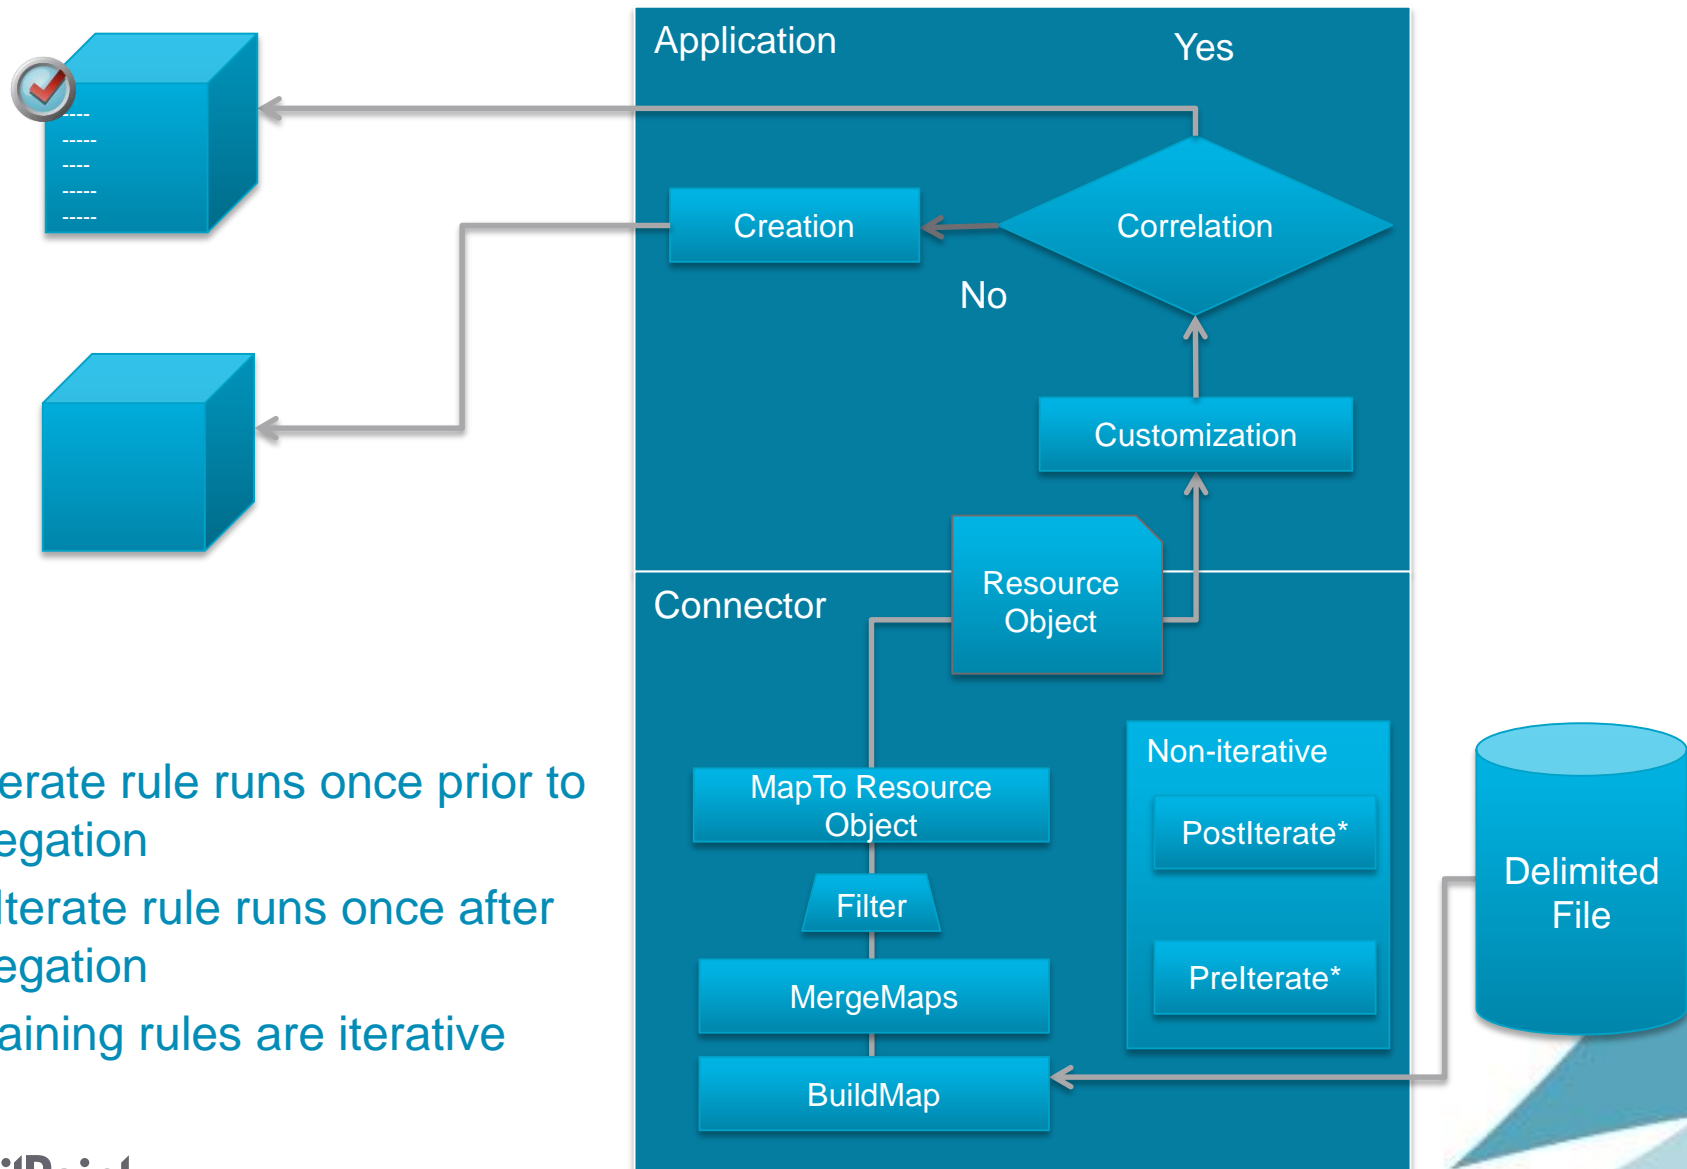 Application
Yes
----
-----
----
-----
-----
Creation
Correlation
No
Customization
Resource
Object
Connector
Non-iterative
MapTo Resource
Object
PostIterate*
Filter
Delimited
File
PreIterate*
MergeMaps
BuildMap
erate rule runs once prior to
egation
Iterate rule runs once after
egation
aining rules are iterative